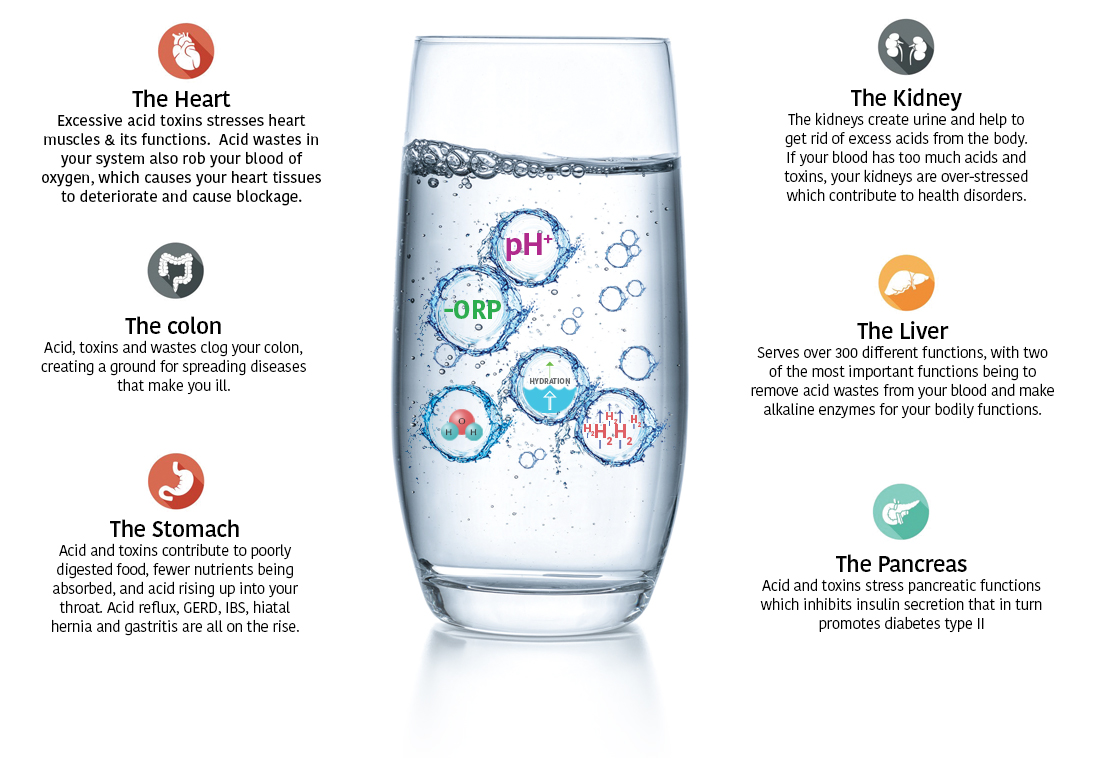 The Heart
Excessive acid toxins stresses heart
muscles & its functions.  Acid wastes in
your system also rob your blood of
oxygen, which causes your heart tissues
to deteriorate and cause blockage.
The colon
Acid, toxins and wastes clog your colon,
creating a ground for spreading diseases
that make you ill.
The Stomach
Acid and toxins contribute to poorly
digested food, fewer nutrients being
absorbed, and acid rising up into your
throat. Acid reflux, GERD, IBS, hiatal
hernia and gastritis are all on the rise.
pH+
-ORP
HYDRATION
O
H H
H2 H2 H2 H2 H2
The Kidney
The kidneys create urine and help to
get rid of excess acids from the body.
If your blood has too much acids and
toxins, your kidneys are over-stressed
which contribute to health disorders.
The Liver
Serves over 300 different functions, with two
of the most important functions being to
remove acid wastes from your blood and make
alkaline enzymes for your bodily functions.
The Pancreas
Acid and toxins stress pancreatic functions
which inhibits insulin secretion that in turn
promotes diabetes type II